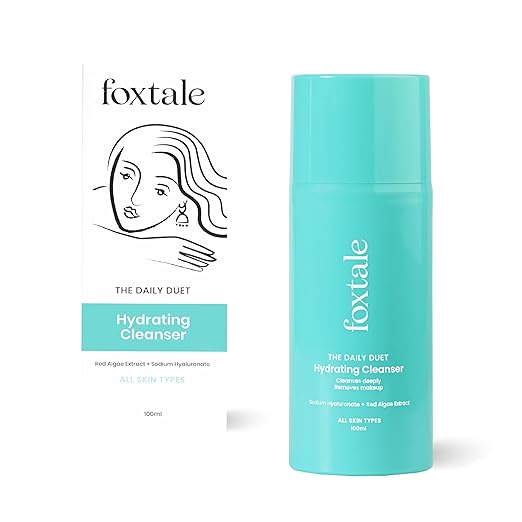 foxtale
THE DAILY DUET
Hydrating
Cleanser
Red Algae Extract + Sodium Hyaluronate
ALL SKIN TYPES
100ml
foxtale
THE DAILY DUET
Hydrating Cleanser
Cleanses deeply
Removes makeup
Sodium Hyaluronate + Red Algae Extract
ALL SKIN TYPES
100ml